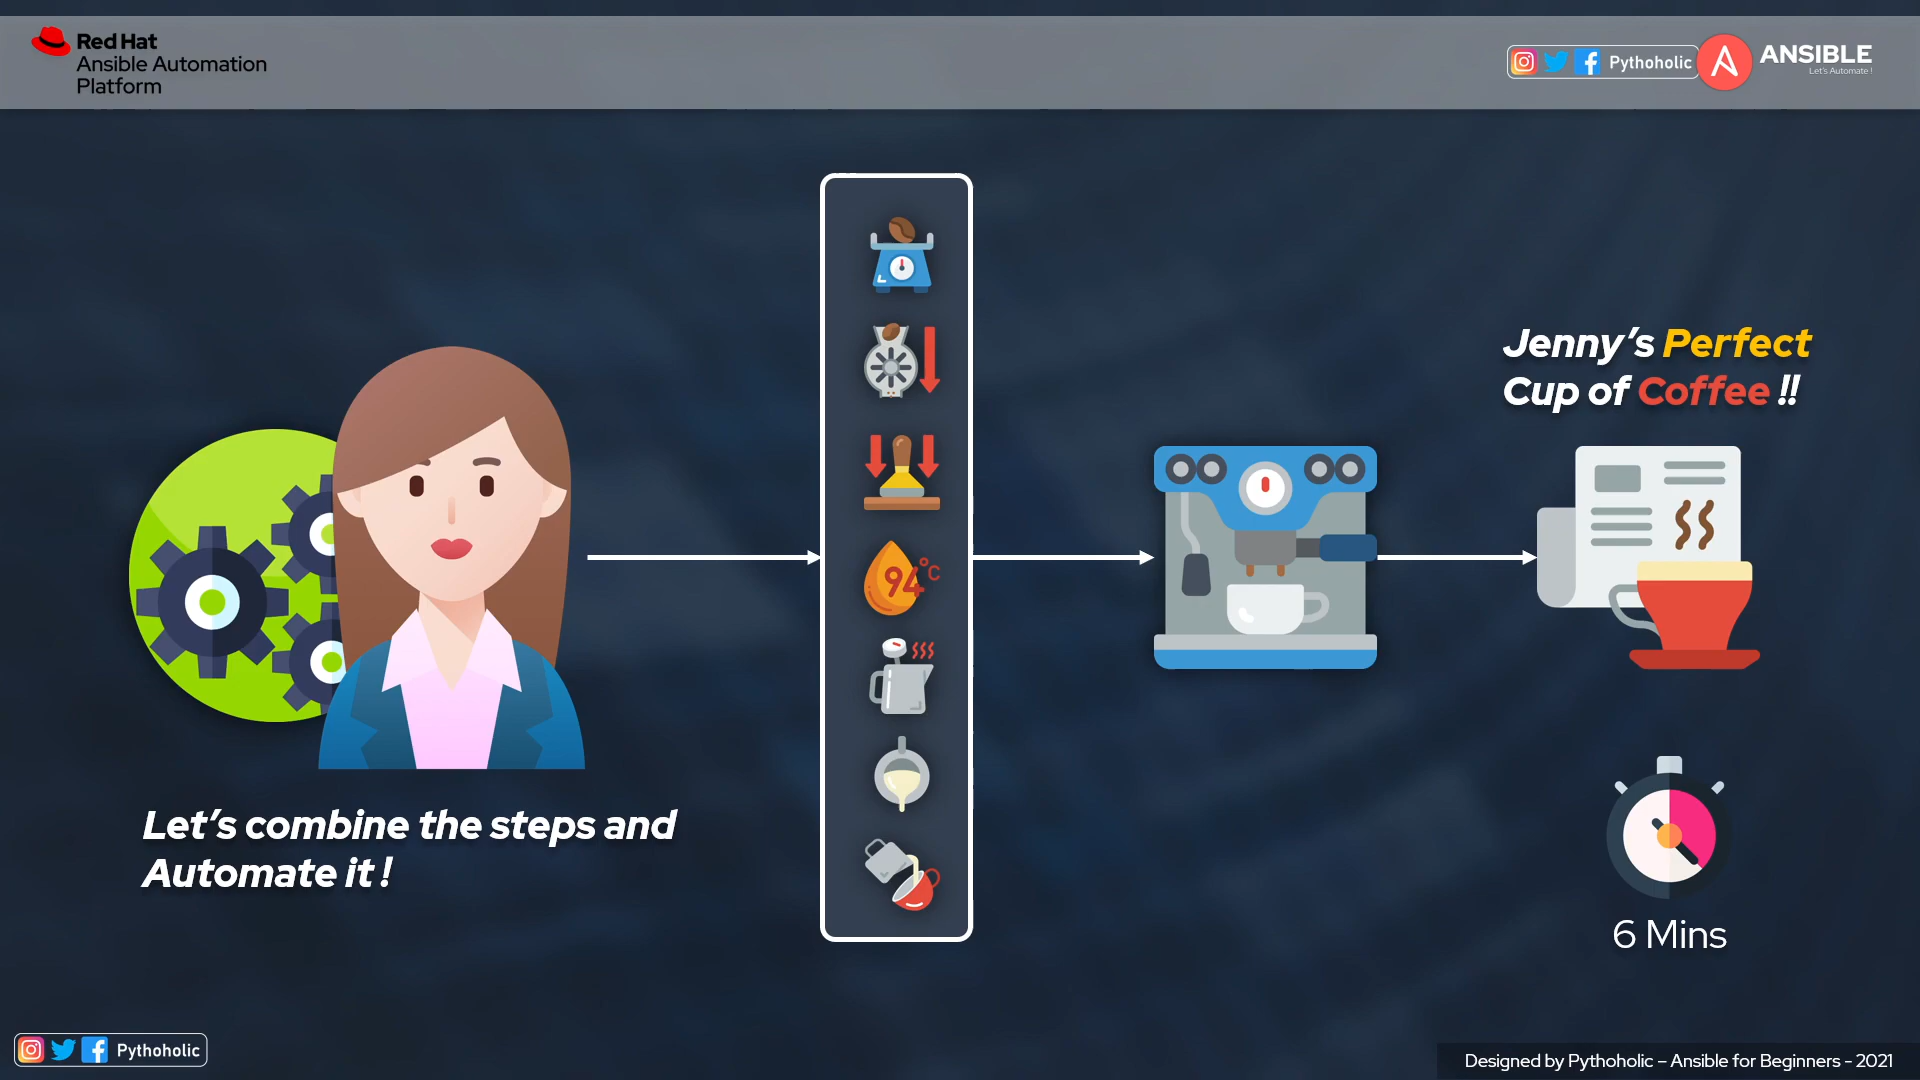 Red Hat
Ansible Automation
Platform
Pythoholic
ANSIBLE
Let's Automate !
Jenny's Perfect
Cup of Coffee !!
94°C
Let's combine the steps and
Automate it !
6 Mins
Pythoholic
Designed by Pythoholic – Ansible for Beginners - 2021